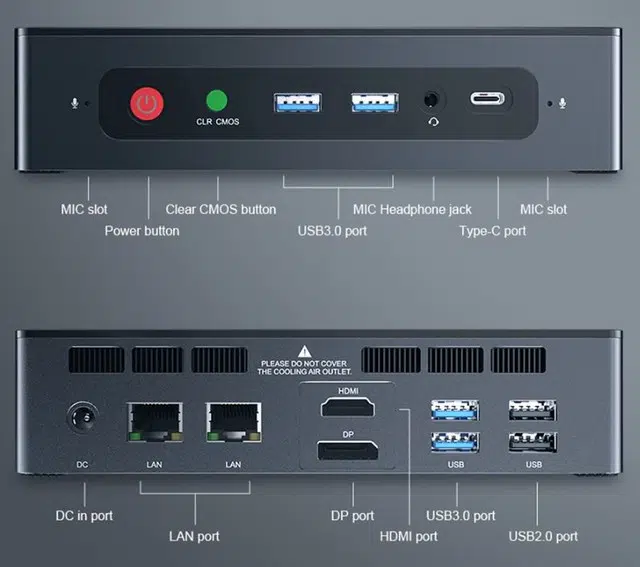 CLR CMOS
MIC slot
Power button
Clear CMOS button
USB3.0 port
MIC Headphone jack
Type-C port
MIC slot
PLEASE DO NOT COVER
THE COOLING AIR OUTLET.
HDMI
DP
DC
LAN
LAN
USB
USB
DC in port
LAN port
DP port
HDMI port
USB3.0 port
USB2.0 port